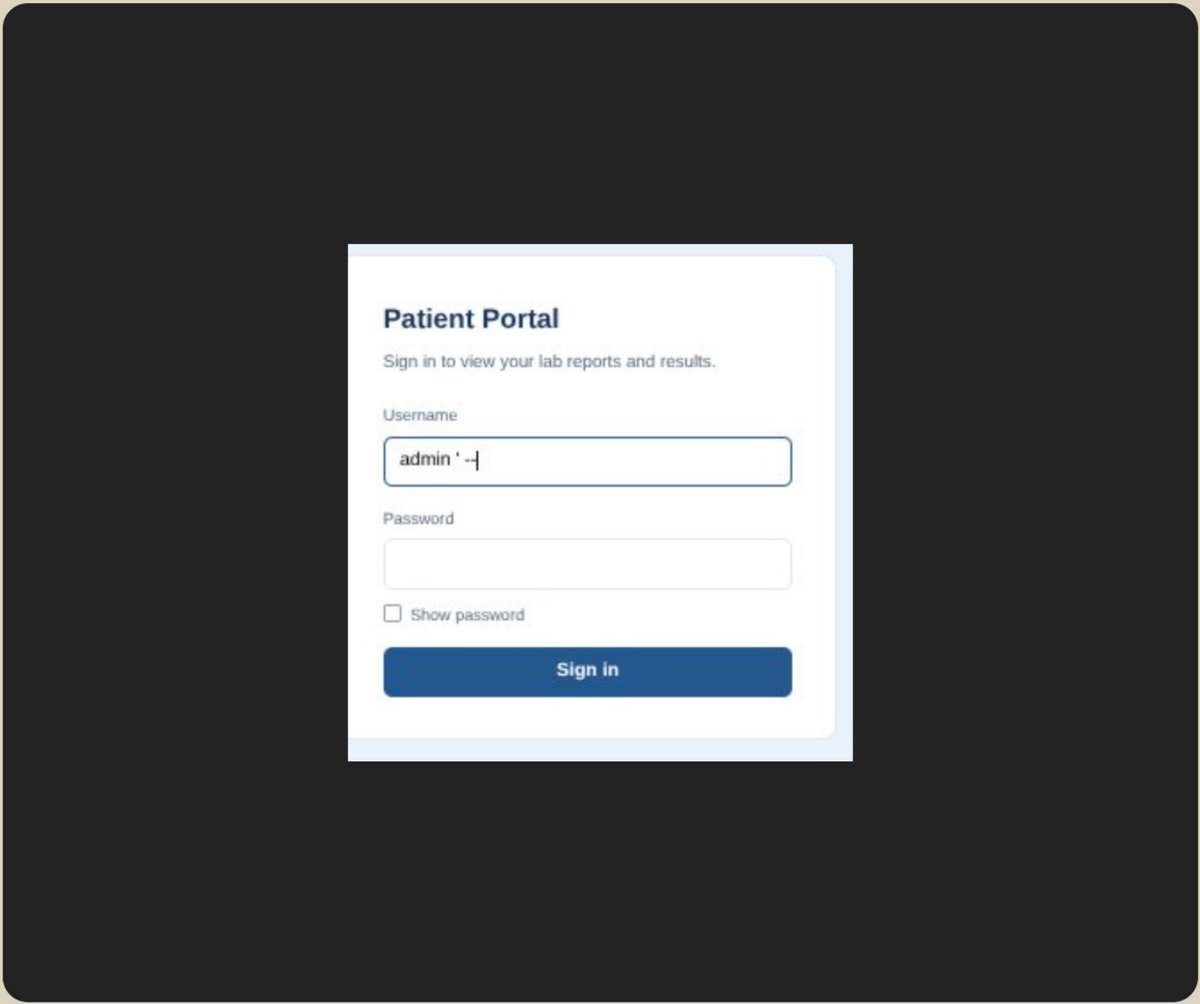 Patient Portal
Sign in to view your lab reports and results.
Username
admin ' --
Password
Show password
Sign in